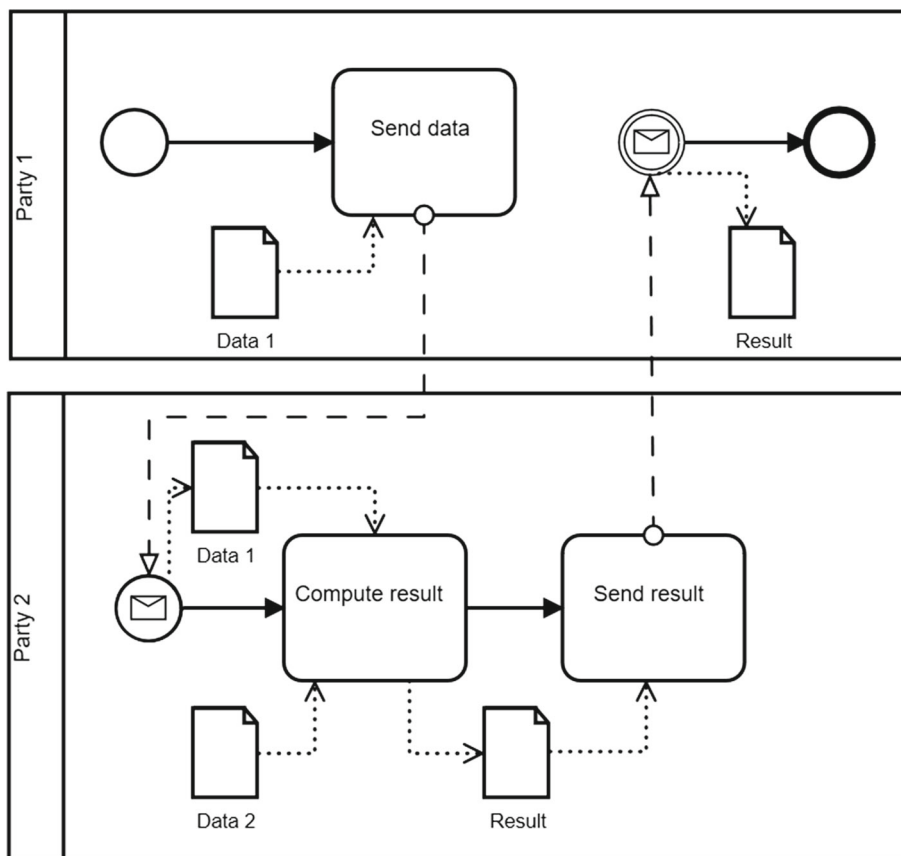 Party 1
Send data
Data 1
Result
Party 2
Data 1
Compute result
Send result
Data 2
Result